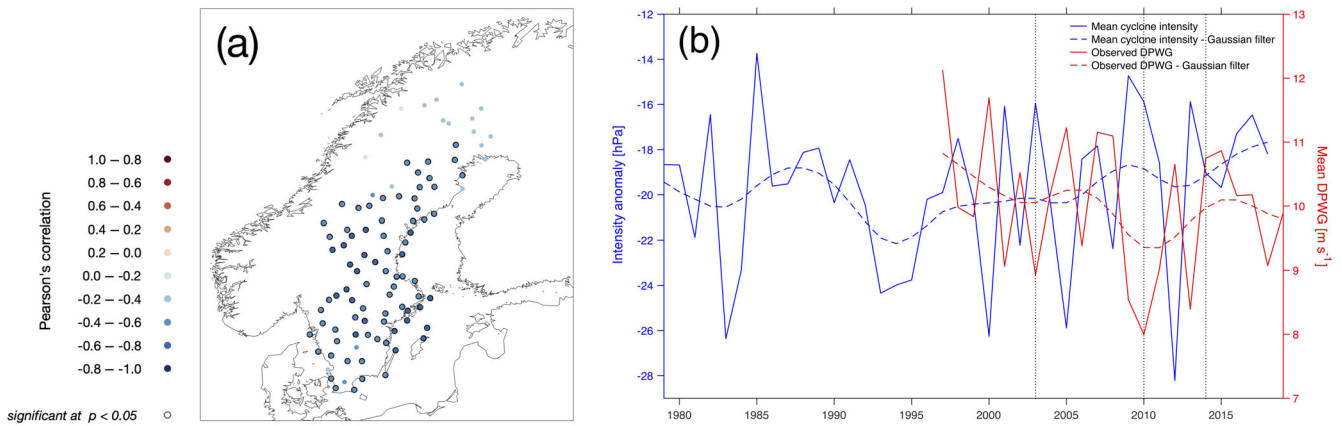 (a)
Pearson's correlation
1.0 — 0.8
0.8 — 0.6
0.6 — 0.4
0.4 — 0.2
0.2 — 0.0
0.0 — -0.2
-0.2 — -0.4
-0.4 — -0.6
-0.6 — -0.8
-0.8 — -1.0
significant at p < 0.05
(b)
Mean cyclone intensity
Mean cyclone intensity - Gaussian filter
Observed DPWG
Observed DPWG - Gaussian filter
Intensity anomaly [hPa]
-12
-14
-16
-18
-20
-22
-24
-26
-28
Mean DPWG [m s-1]
13
12
11
10
9
8
7
1980 1985 1990 1995 2000 2005 2010 2015